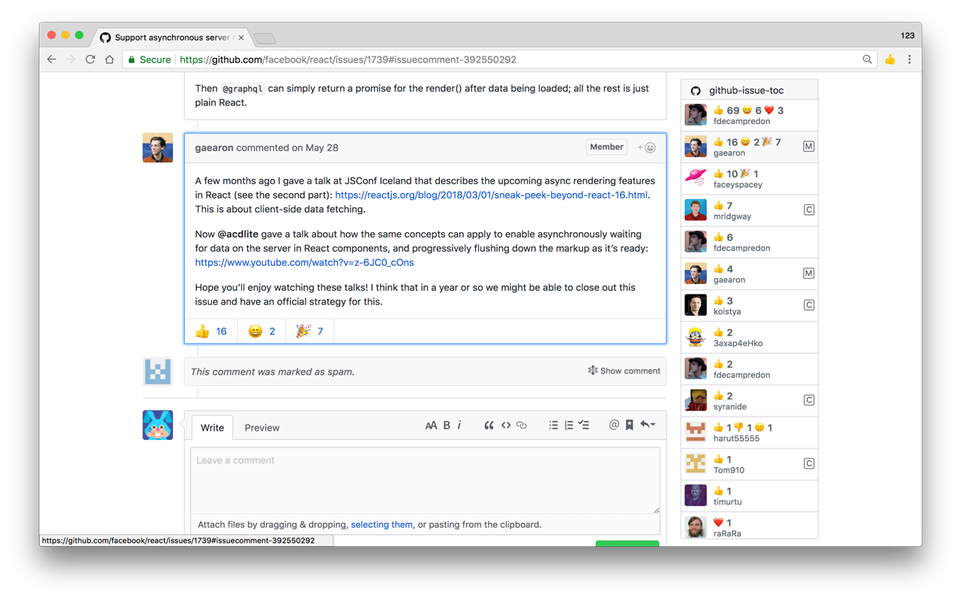 Support asynchronous server
123
Secure https://github.com/facebook/react/issues/1739#issuecomment-392550292
Then @graphql can simply return a promise for the render() after data being loaded; all the rest is just
plain React.
gaearon commented on May 28
Member
A few months ago I gave a talk at JSConf Iceland that describes the upcoming async rendering features
in React (see the second part): https://reactjs.org/blog/2018/03/01/sneak-peek-beyond-react-16.html.
This is about client-side data fetching.
Now @acdlite gave a talk about how the same concepts can apply to enable asynchronously waiting
for data on the server in React components, and progressively flushing down the markup as it's ready:
https://www.youtube.com/watch?v=z-6JC0_cOns
Hope you'll enjoy watching these talks! I think that in a year or so we might be able to close out this
issue and have an official strategy for this.
👍 16 😄 2 🎉 7
This comment was marked as spam.
Show comment
Write Preview
AA B i
Leave a comment
Attach files by dragging & dropping, selecting them, or pasting from the clipboard.
https://github.com/facebook/react/issues/1739#issuecomment-392550292
github-issue-toc
👍 69 😄 6 ❤️ 3
fdecampredon
👍 16 😄 2 🎉 7
gaearon
M
👍 10 🎉 1
faceyspacey
👍 7
mridgway
C
👍 6
fdecampredon
👍 4
gaearon
M
👍 3
koistya
C
👍 2
3axap4eHko
👍 2
fdecampredon
👍 2
syranide
C
👍 1 👎 1 😄 1
harut55555
👍 1
Tom910
C
👍 1
timurtu
❤️ 1
raRaRa